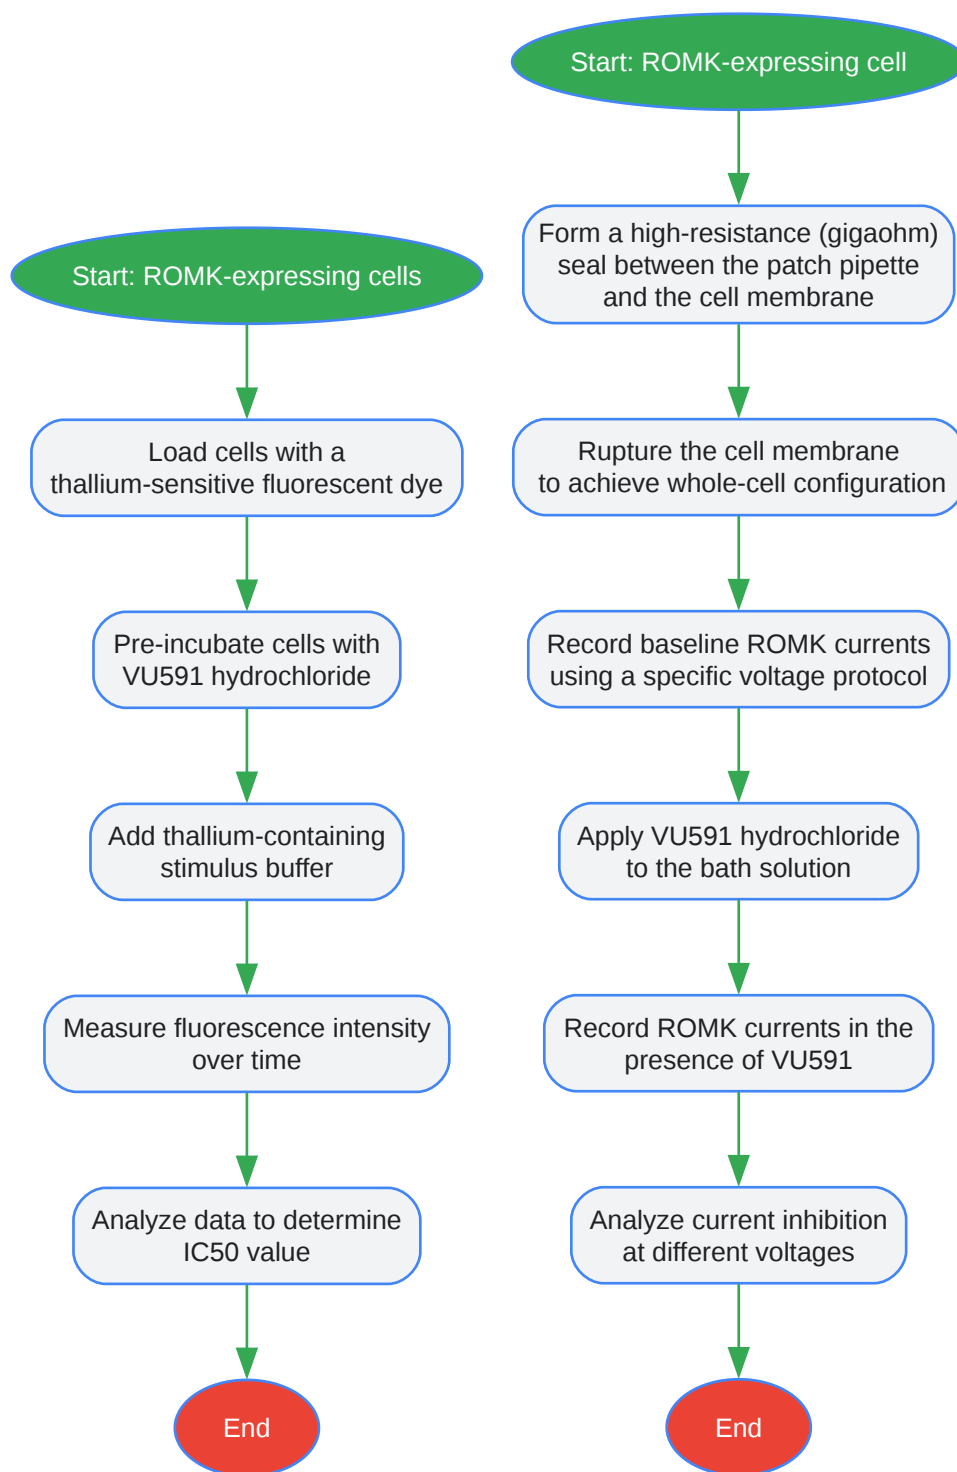 Start: ROMK-expressing cells
Load cells with a
thallium-sensitive fluorescent dye
Pre-incubate cells with
VU591 hydrochloride
Add thallium-containing
stimulus buffer
Measure fluorescence intensity
over time
Analyze data to determine
IC50 value
End
Start: ROMK-expressing cell
Form a high-resistance (gigaohm)
seal between the patch pipette
and the cell membrane
Rupture the cell membrane
to achieve whole-cell configuration
Record baseline ROMK currents
using a specific voltage protocol
Apply VU591 hydrochloride
to the bath solution
Record ROMK currents in the
presence of VU591
Analyze current inhibition
at different voltages
End